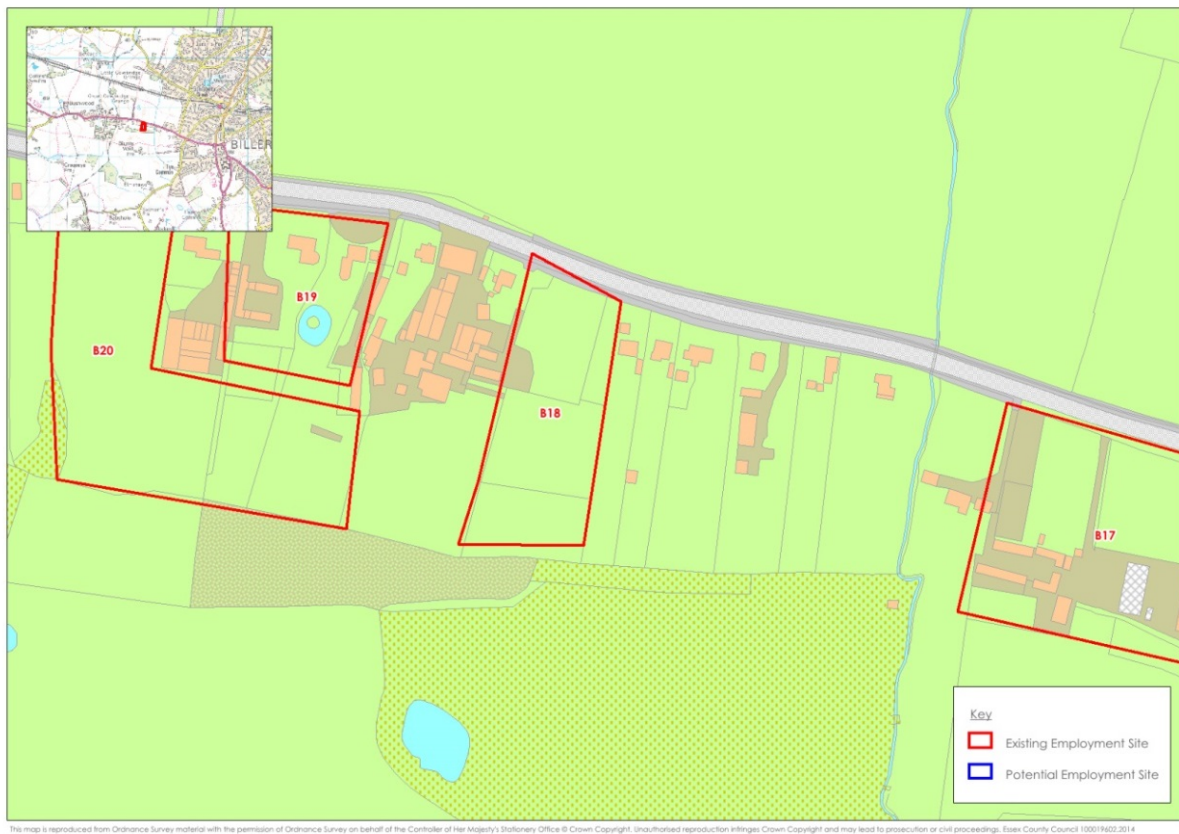 BILLER
B19
B20
B18
B17
Key
Existing Employment Site
Potential Employment Site
This map is reproduced from Ordnance Survey material with the permission of Ordnance Survey on behalf of the Controller of Her Majesty's Stationery Office © Crown Copyright. Unauthorised reproduction infringes Crown Copyright and may lead to prosecution or civil proceedings. Essex County Council 100019602,2014